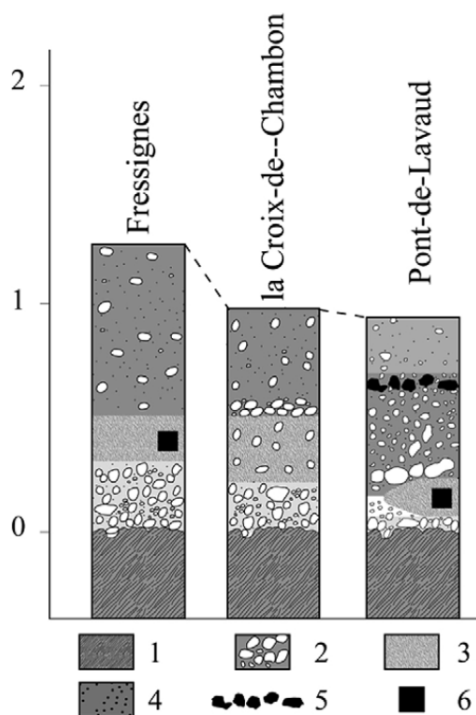 2
1
0
Fressignes
la Croix-de--Chambon
Pont-de-Lavaud
1 2 3
4 5 6